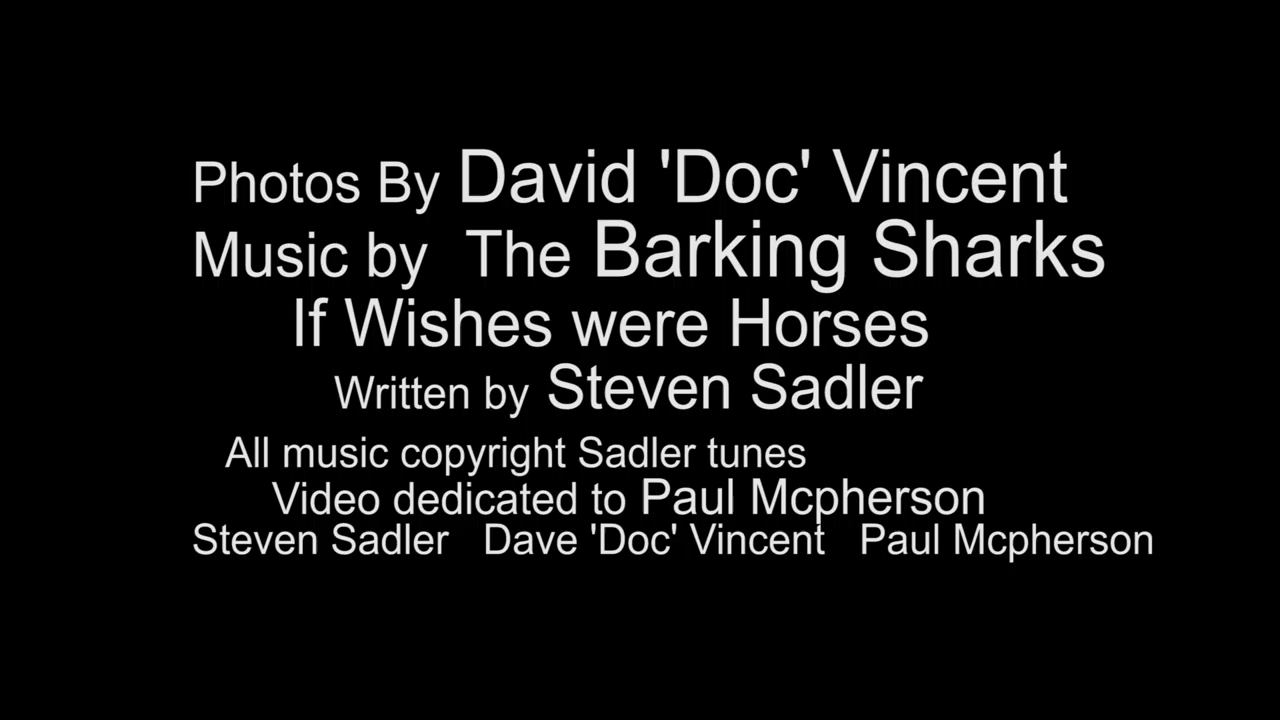 Photos By David 'Doc' Vincent
Music by The Barking Sharks
If Wishes were Horses
Written by Steven Sadler
All music copyright Sadler tunes
Video dedicated to Paul Mcpherson
Steven Sadler Dave 'Doc' Vincent Paul Mcpherson